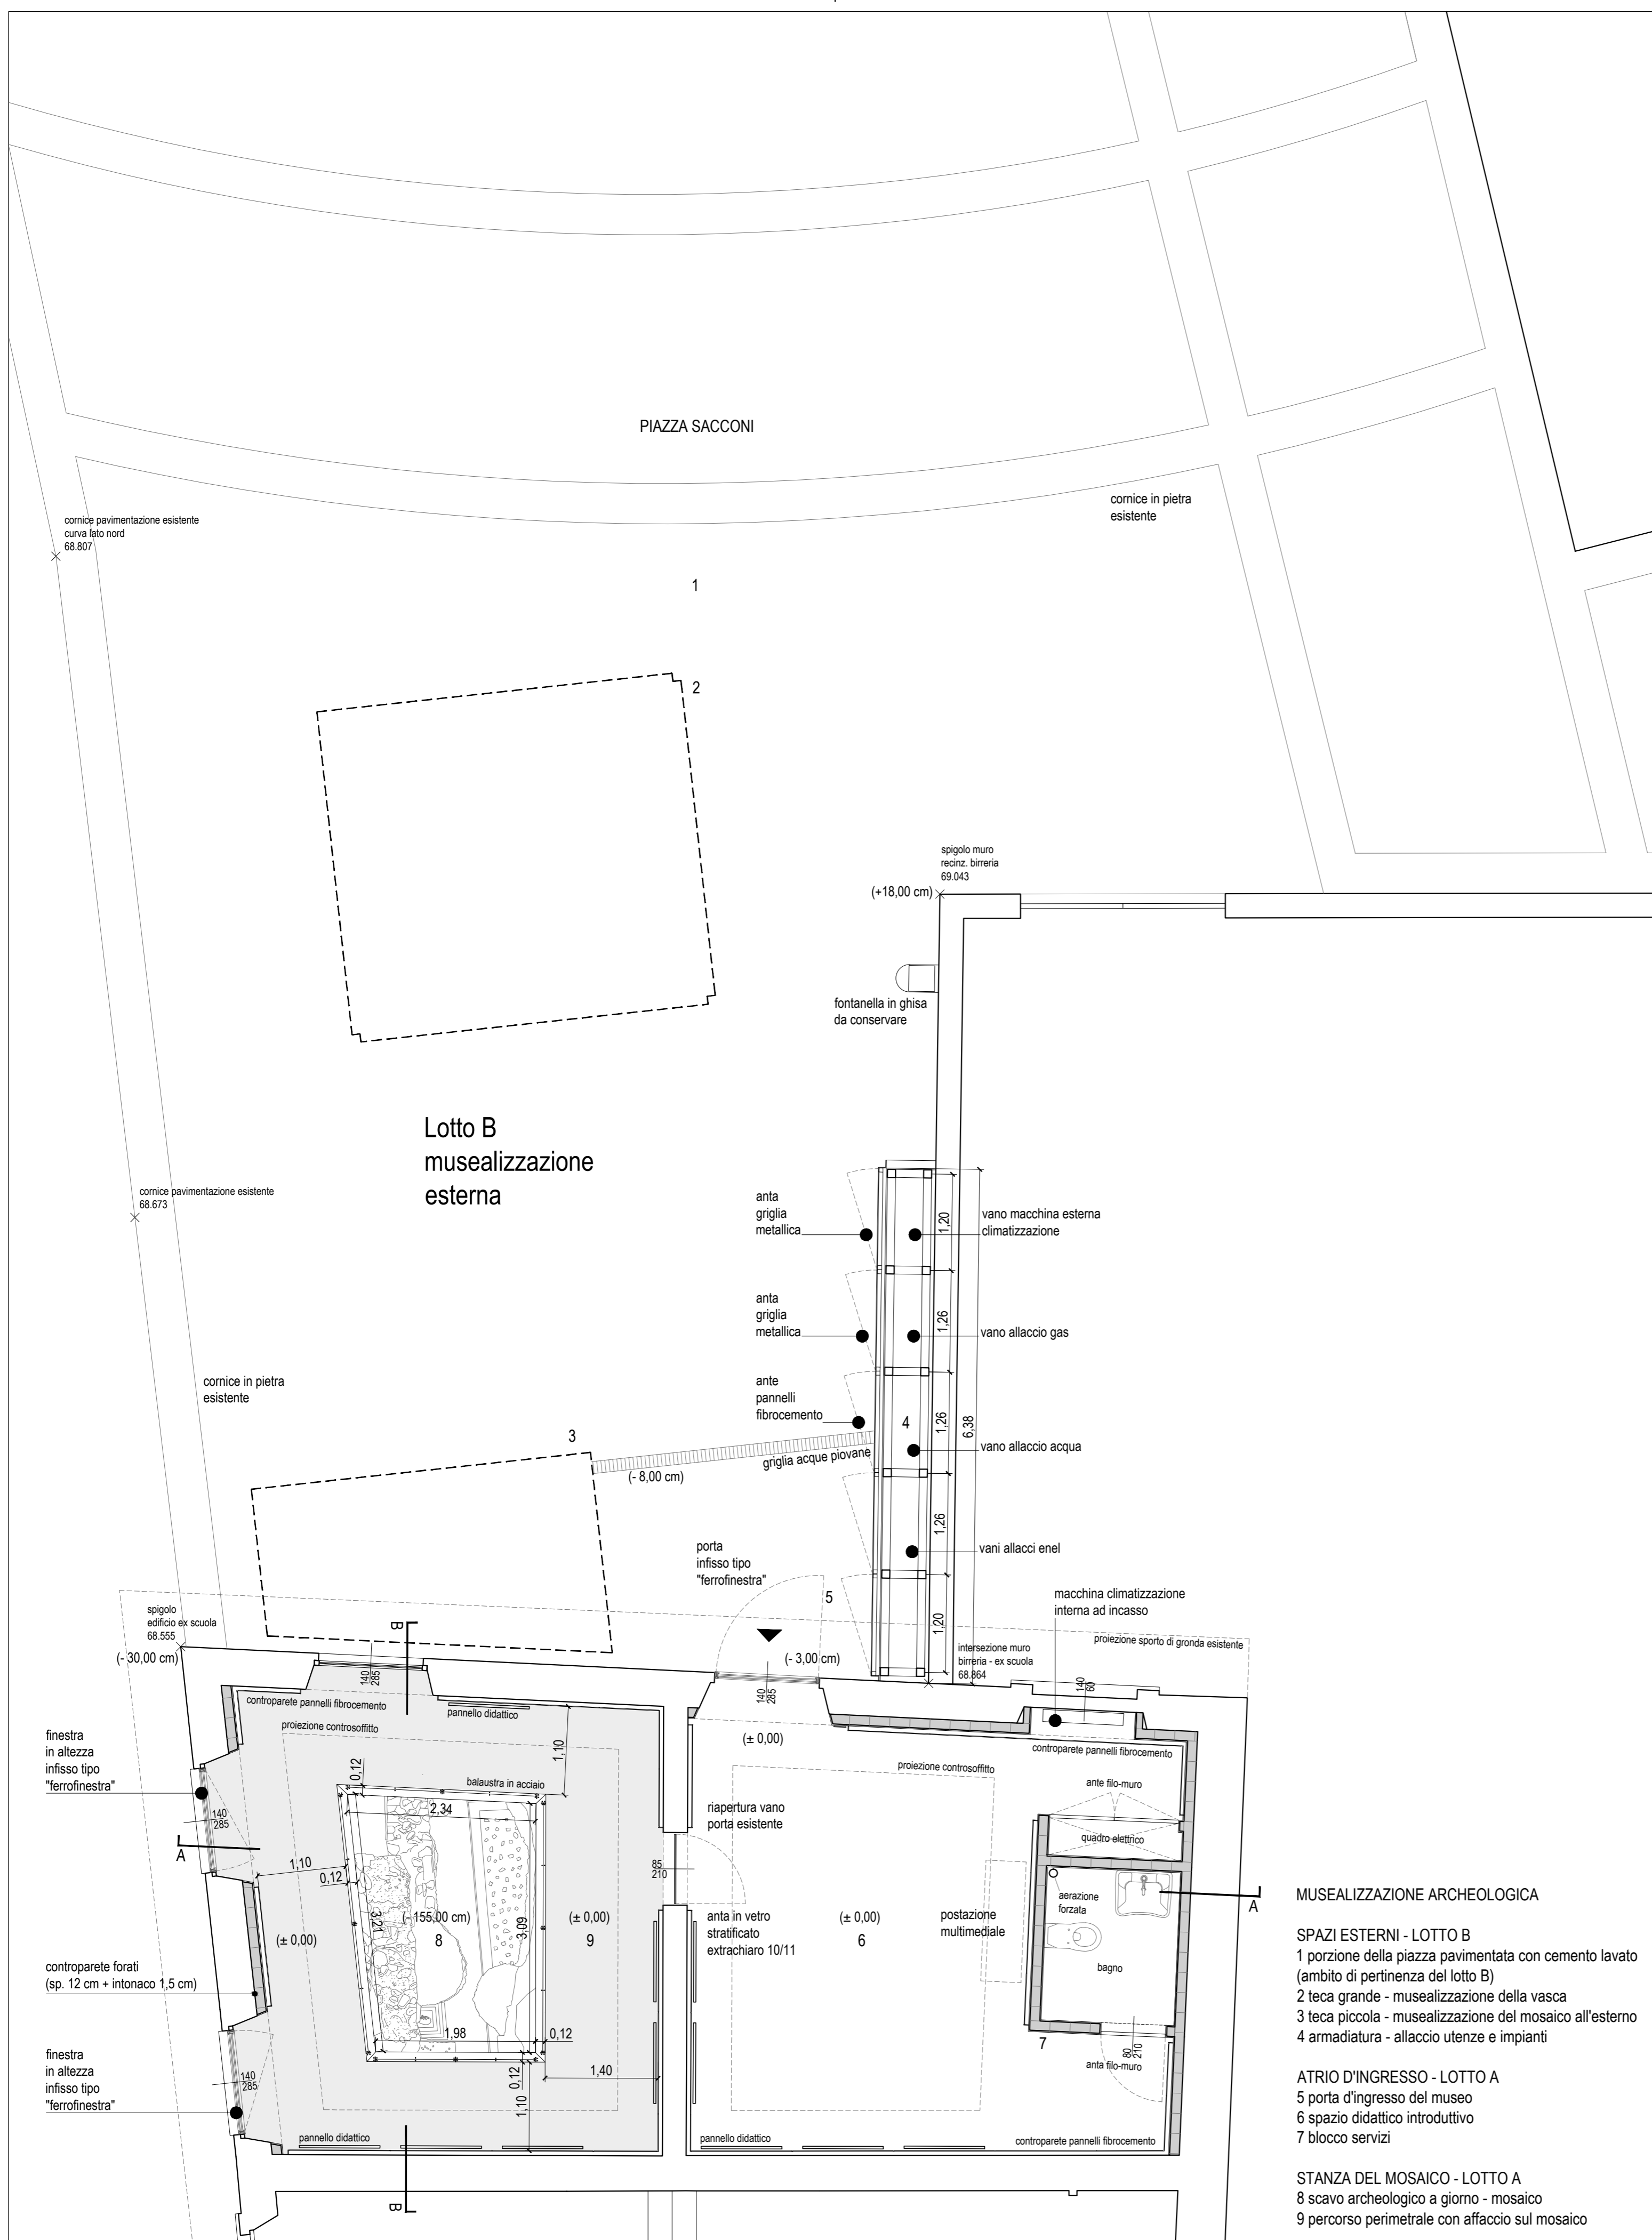 PIAZZA SACCONI
cornice in pietra
esistente
cornice pavimentazione esistente
curva lato nord
68.807
1
2
spigolo muro
recinz. birreria
69.043
(+18,00 cm)
fontanella in ghisa
da conservare
Lotto B
musealizzazione
esterna
cornice pavimentazione esistente
68.673
anta
griglia
metallica
1,20
vano macchina esterna
climatizzazione
anta
griglia
metallica
1,26
vano allaccio gas
cornice in pietra
esistente
ante
pannelli
fibrocemento
4
1,26
6,38
vano allaccio acqua
3
griglia acque piovane
(- 8,00 cm)
1,26
vani allacci enel
porta
infisso tipo
"ferrofinestra"
5
macchina climatizzazione
interna ad incasso
1,20
spigolo
edificio ex scuola
68.555
(- 30,00 cm)
B
140
285
(- 3,00 cm)
140
285
intersezione muro
birreria - ex scuola
68.864
proiezione sporto di gronda esistente
140
60
controparete pannelli fibrocemento
pannello didattico
proiezione controsoffitto
1,10
finestra
in altezza
infisso tipo
"ferrofinestra"
(± 0,00)
controparete pannelli fibrocemento
proiezione controsoffitto
ante filo-muro
0,12
balaustra in acciaio
2,34
riapertura vano
porta esistente
140
285
quadro elettrico
A
1,10
0,12
85
210
aerazione
forzata
A
3,21
(- 155,00 cm)
8
3,09
(± 0,00)
9
(± 0,00)
anta in vetro
stratificato
extrachiaro 10/11
(± 0,00)
6
postazione
multimediale
bagno
controparete forati
(sp. 12 cm + intonaco 1,5 cm)
1,98
0,12
7
80
210
anta filo-muro
finestra
in altezza
infisso tipo
"ferrofinestra"
140
285
0,12
1,40
1,10
pannello didattico
pannello didattico
controparete pannelli fibrocemento
B
MUSEALIZZAZIONE ARCHEOLOGICA
SPAZI ESTERNI - LOTTO B
1 porzione della piazza pavimentata con cemento lavato
(ambito di pertinenza del lotto B)
2 teca grande - musealizzazione della vasca
3 teca piccola - musealizzazione del mosaico all'esterno
4 armadiatura - allaccio utenze e impianti
ATRIO D'INGRESSO - LOTTO A
5 porta d'ingresso del museo
6 spazio didattico introduttivo
7 blocco servizi
STANZA DEL MOSAICO - LOTTO A
8 scavo archeologico a giorno - mosaico
9 percorso perimetrale con affaccio sul mosaico